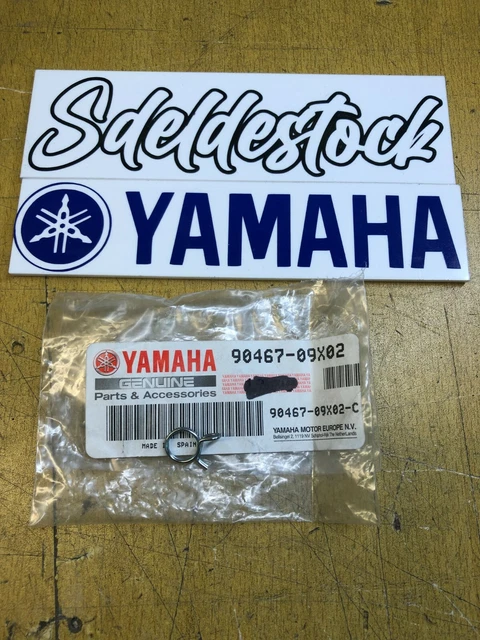 Sdeldestock
YAMAHA
YAMAHA
GENUINE
Parts & Accessories
90467-09X02
90467-09X02-C
MADE IN SPAIN
YAMAHA MOTOR EUROPE N.V.